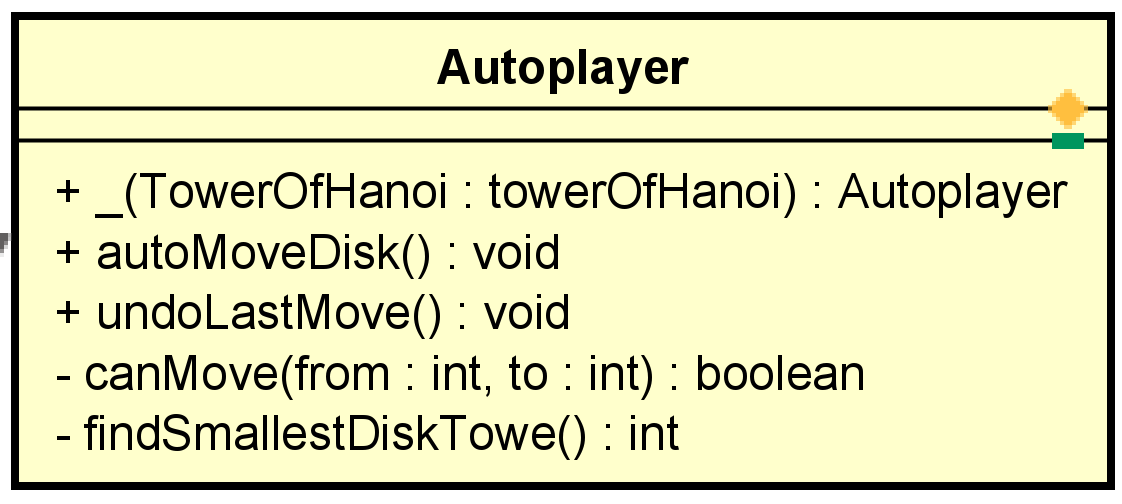 Autoplayer
+ _(TowerOfHanoi : towerOfHanoi) : Autoplayer
+ autoMoveDisk() : void
+ undoLastMove() : void
- canMove(from : int, to : int) : boolean
- findSmallestDiskTowe() : int